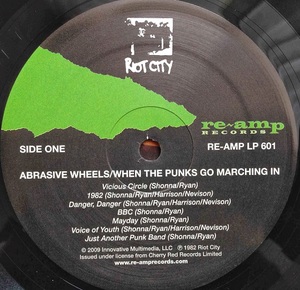 RIOT CITY
re~amp
RECORDS
SIDE ONE
RE-AMP LP 601
ABRASIVE WHEELS/WHEN THE PUNKS GO MARCHING IN
Vicious Circle (Shonna/Ryan)
1982 (Shonna/Ryan/Harrison/Nevison)
Danger, Danger (Shonna/Ryan/Harrison/Nevison)
BBC (Shonna/Ryan)
Mayday (Shonna/Ryan)
Voice of Youth (Shonna/Ryan/Harrison/Nevison)
Just Another Punk Band (Shonna/Ryan)
© 2009 Innovative Multimedia, LLC ℗ 1982 Riot City
Issued under license from Cherry Red Records Limited
www.re-amprecords.com